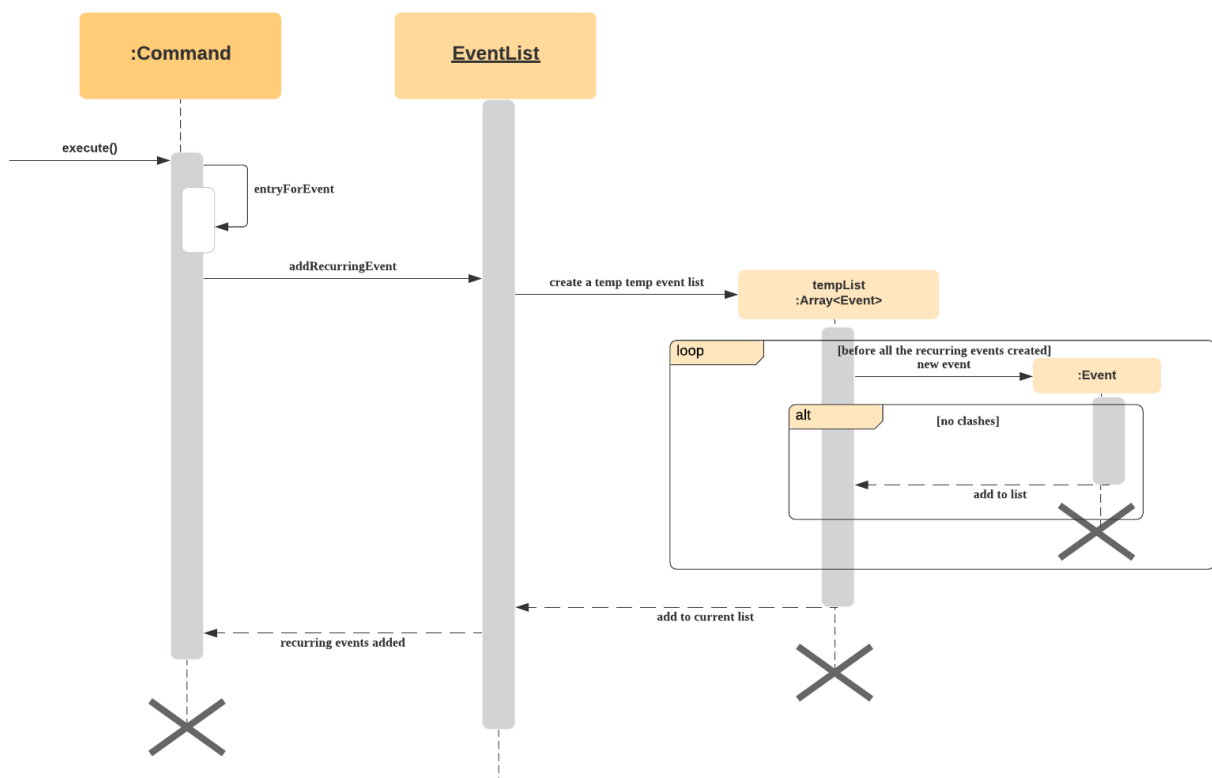 :Command
EventList
execute()
entryForEvent
addRecurringEvent
create a temp temp event list
tempList
:Array<Event>
loop
[before all the recurring events created]
new event
:Event
alt
[no clashes]
add to list
add to current list
recurring events added